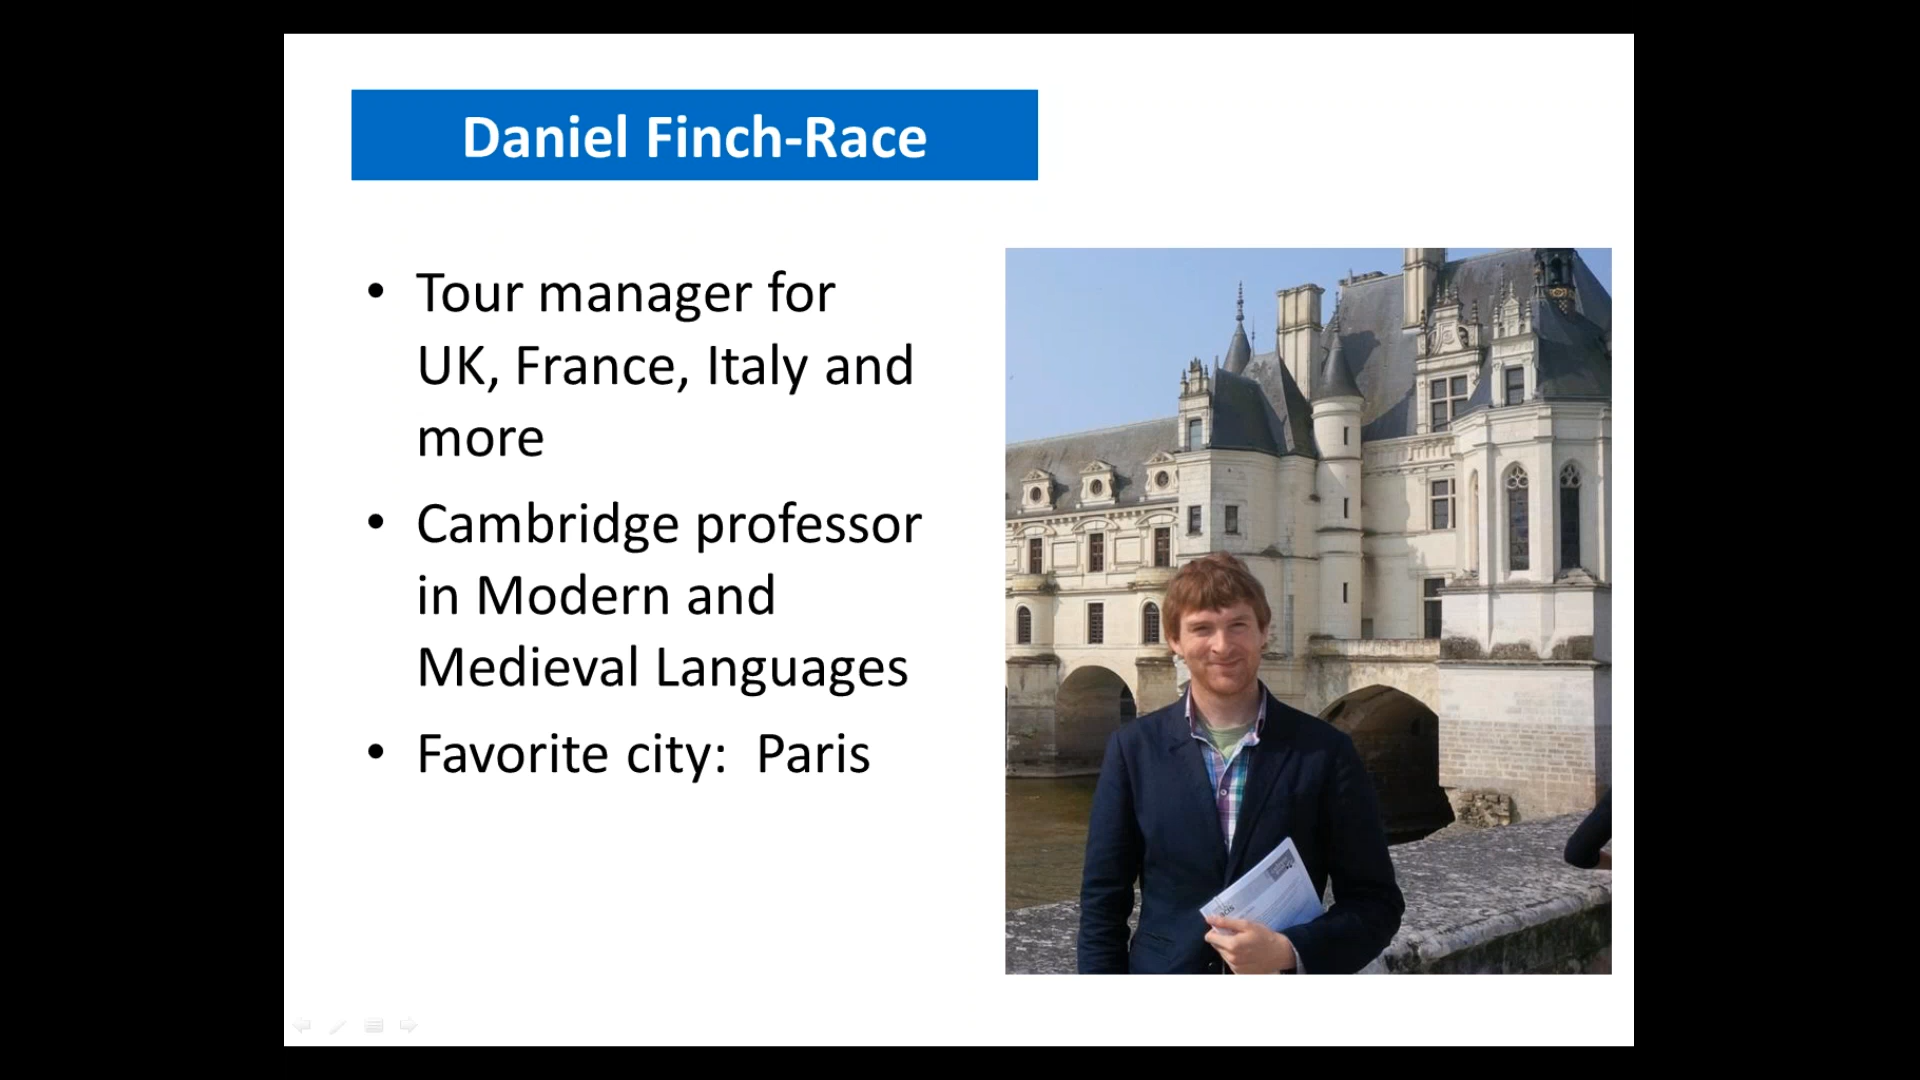 Daniel Finch-Race
• Tour manager for
UK, France, Italy and
more
• Cambridge professor
in Modern and
Medieval Languages
• Favorite city:  Paris